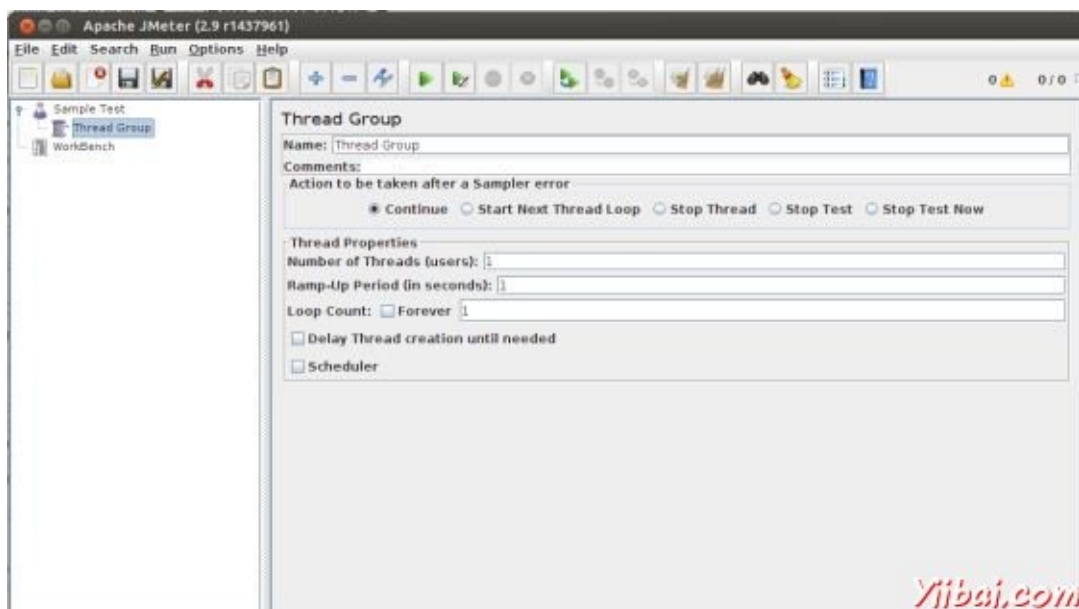 Apache JMeter (2.9 r1437961)
File Edit Search Run Options Help
0 0 / 0
Sample Test
Thread Group
WorkBench
Thread Group
Name: Thread Group
Comments:
Action to be taken after a Sampler error
Continue Start Next Thread Loop Stop Thread Stop Test Stop Test Now
Thread Properties
Number of Threads (users): 1
Ramp-Up Period (in seconds): 1
Loop Count: Forever 1
Delay Thread creation until needed
Scheduler
Yiibai.com